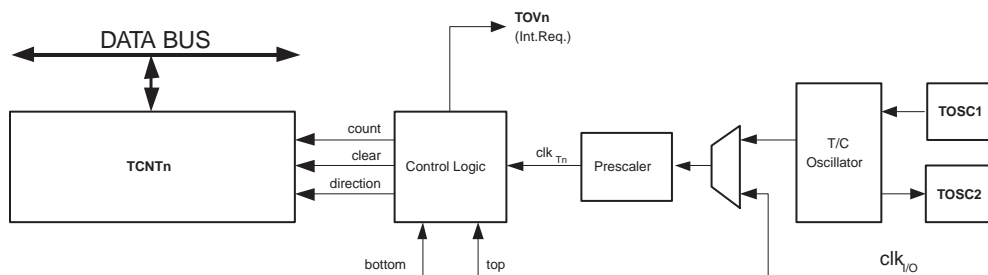 TOVn
(Int.Req.)
DATA BUS
TCNTn
count
clear
direction
Control Logic
clk Tn
Prescaler
T/C
Oscillator
TOSC1
TOSC2
bottom
top
clk I/O